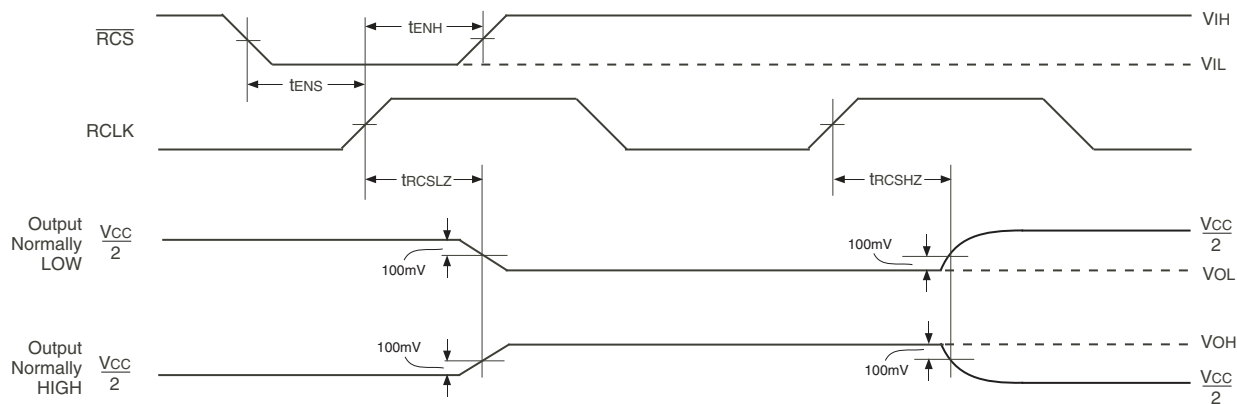 RCS
tENH
VIH
VIL
tENS
RCLK
tRCSLZ
tRCSHZ
Output
Normally
LOW
VCC
2
100mV
100mV
VCC
2
VOL
Output
Normally
HIGH
VCC
2
100mV
100mV
VOH
VCC
2